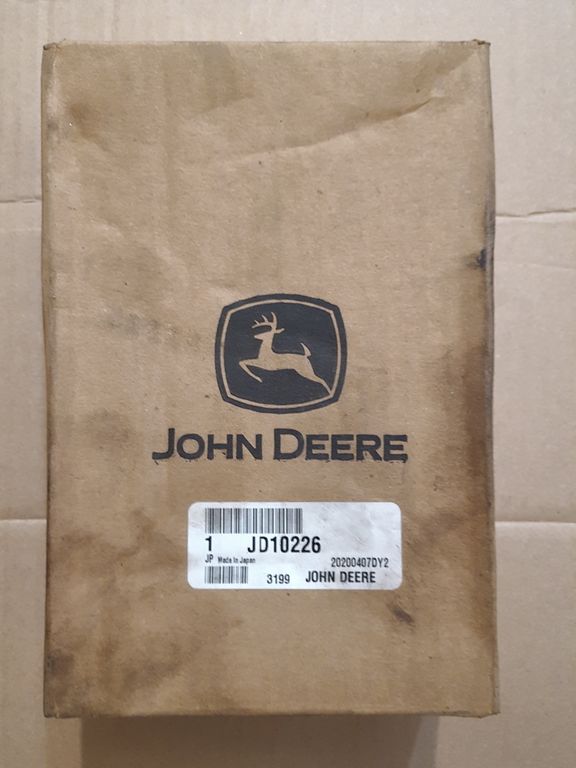 JOHN DEERE
1 JD10226
JP Made In Japan 20200407DY2
3199 JOHN DEERE